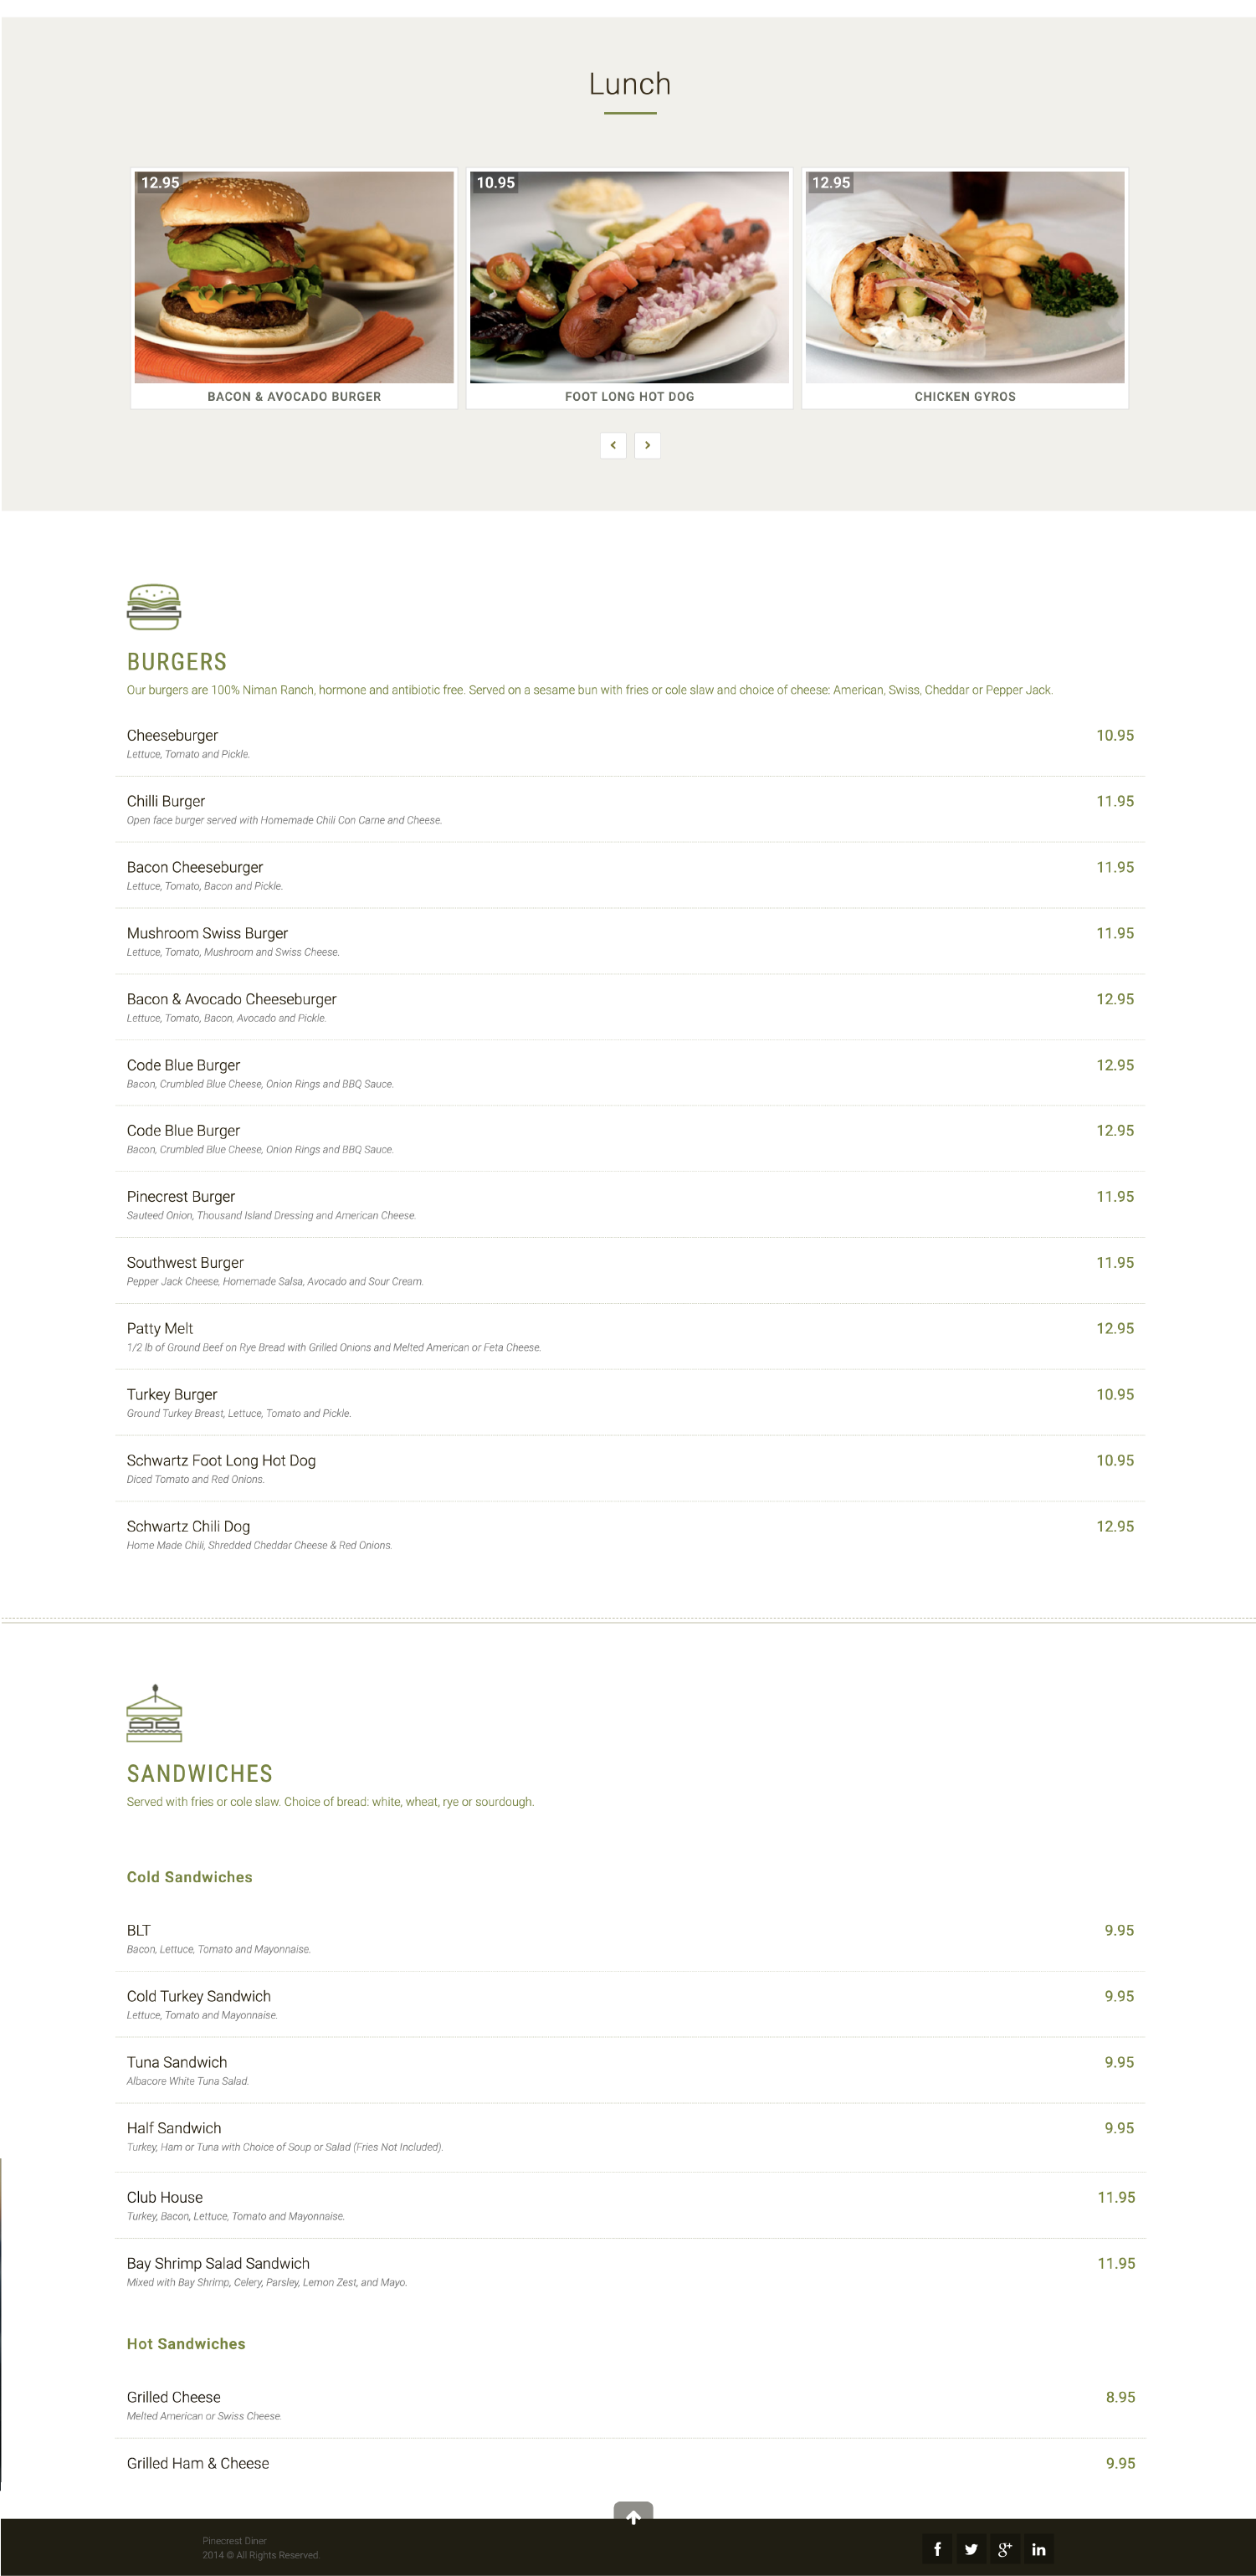 Lunch
12.95
10.95
12.95
BACON & AVOCADO BURGER
FOOT LONG HOT DOG
CHICKEN GYROS
BURGERS
Our burgers are 100% Niman Ranch, hormone and antibiotic free. Served on a sesame bun with fries or cole slaw and choice of cheese: American, Swiss, Cheddar or Pepper Jack.
Cheeseburger 10.95
Lettuce, Tomato and Pickle.
Chilli Burger 11.95
Open face burger served with Homemade Chili Con Carne and Cheese.
Bacon Cheeseburger 11.95
Lettuce, Tomato, Bacon and Pickle.
Mushroom Swiss Burger 11.95
Lettuce, Tomato, Mushroom and Swiss Cheese.
Bacon & Avocado Cheeseburger 12.95
Lettuce, Tomato, Bacon, Avocado and Pickle.
Code Blue Burger 12.95
Bacon, Crumbled Blue Cheese, Onion Rings and BBQ Sauce.
Code Blue Burger 12.95
Bacon, Crumbled Blue Cheese, Onion Rings and BBQ Sauce.
Pinecrest Burger 11.95
Sauteed Onion, Thousand Island Dressing and American Cheese.
Southwest Burger 11.95
Pepper Jack Cheese, Homemade Salsa, Avocado and Sour Cream.
Patty Melt 12.95
1/2 lb of Ground Beef on Rye Bread with Grilled Onions and Melted American or Feta Cheese.
Turkey Burger 10.95
Ground Turkey Breast, Lettuce, Tomato and Pickle.
Schwartz Foot Long Hot Dog 10.95
Diced Tomato and Red Onions.
Schwartz Chili Dog 12.95
Home Made Chili, Shredded Cheddar Cheese & Red Onions.
SANDWICHES
Served with fries or cole slaw. Choice of bread: white, wheat, rye or sourdough.
Cold Sandwiches
BLT 9.95
Bacon, Lettuce, Tomato and Mayonnaise.
Cold Turkey Sandwich 9.95
Lettuce, Tomato and Mayonnaise.
Tuna Sandwich 9.95
Albacore White Tuna Salad.
Half Sandwich 9.95
Turkey, Ham or Tuna with Choice of Soup or Salad (Fries Not Included).
Club House 11.95
Turkey, Bacon, Lettuce, Tomato and Mayonnaise.
Bay Shrimp Salad Sandwich 11.95
Mixed with Bay Shrimp, Celery, Parsley, Lemon Zest, and Mayo.
Hot Sandwiches
Grilled Cheese 8.95
Melted American or Swiss Cheese.
Grilled Ham & Cheese 9.95
Pinecrest Diner
2014 © All Rights Reserved.